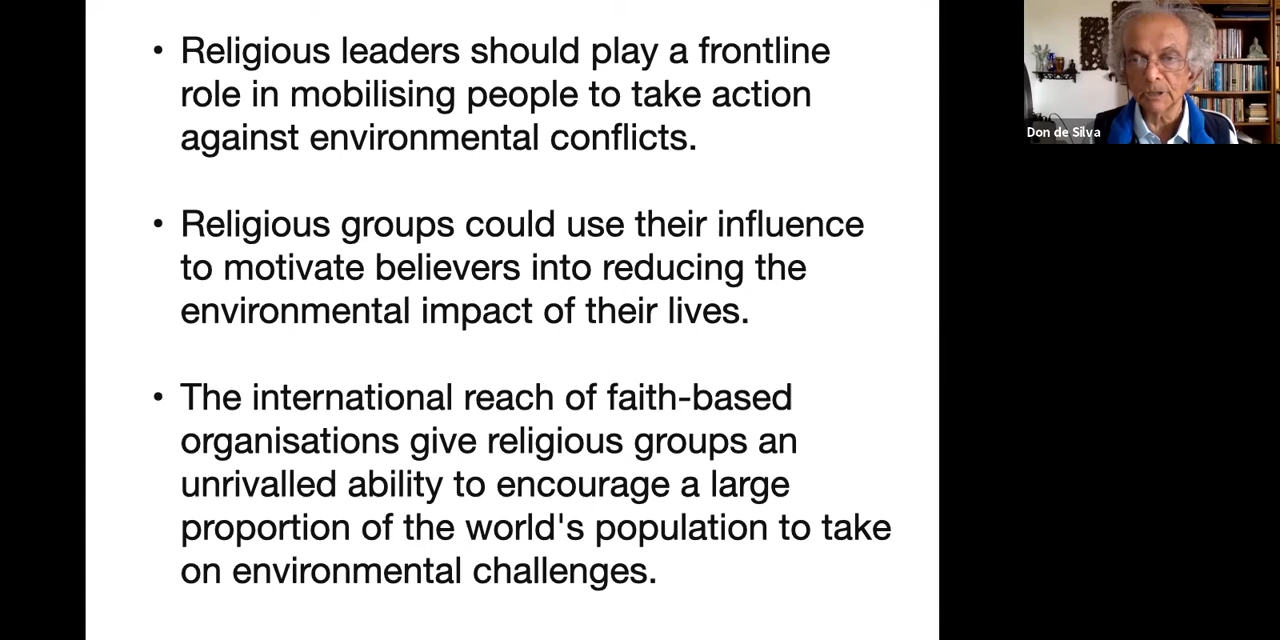 • Religious leaders should play a frontline
role in mobilising people to take action
against environmental conflicts.
• Religious groups could use their influence
to motivate believers into reducing the
environmental impact of their lives.
• The international reach of faith-based
organisations give religious groups an
unrivalled ability to encourage a large
proportion of the world's population to take
on environmental challenges.
Don de Silva